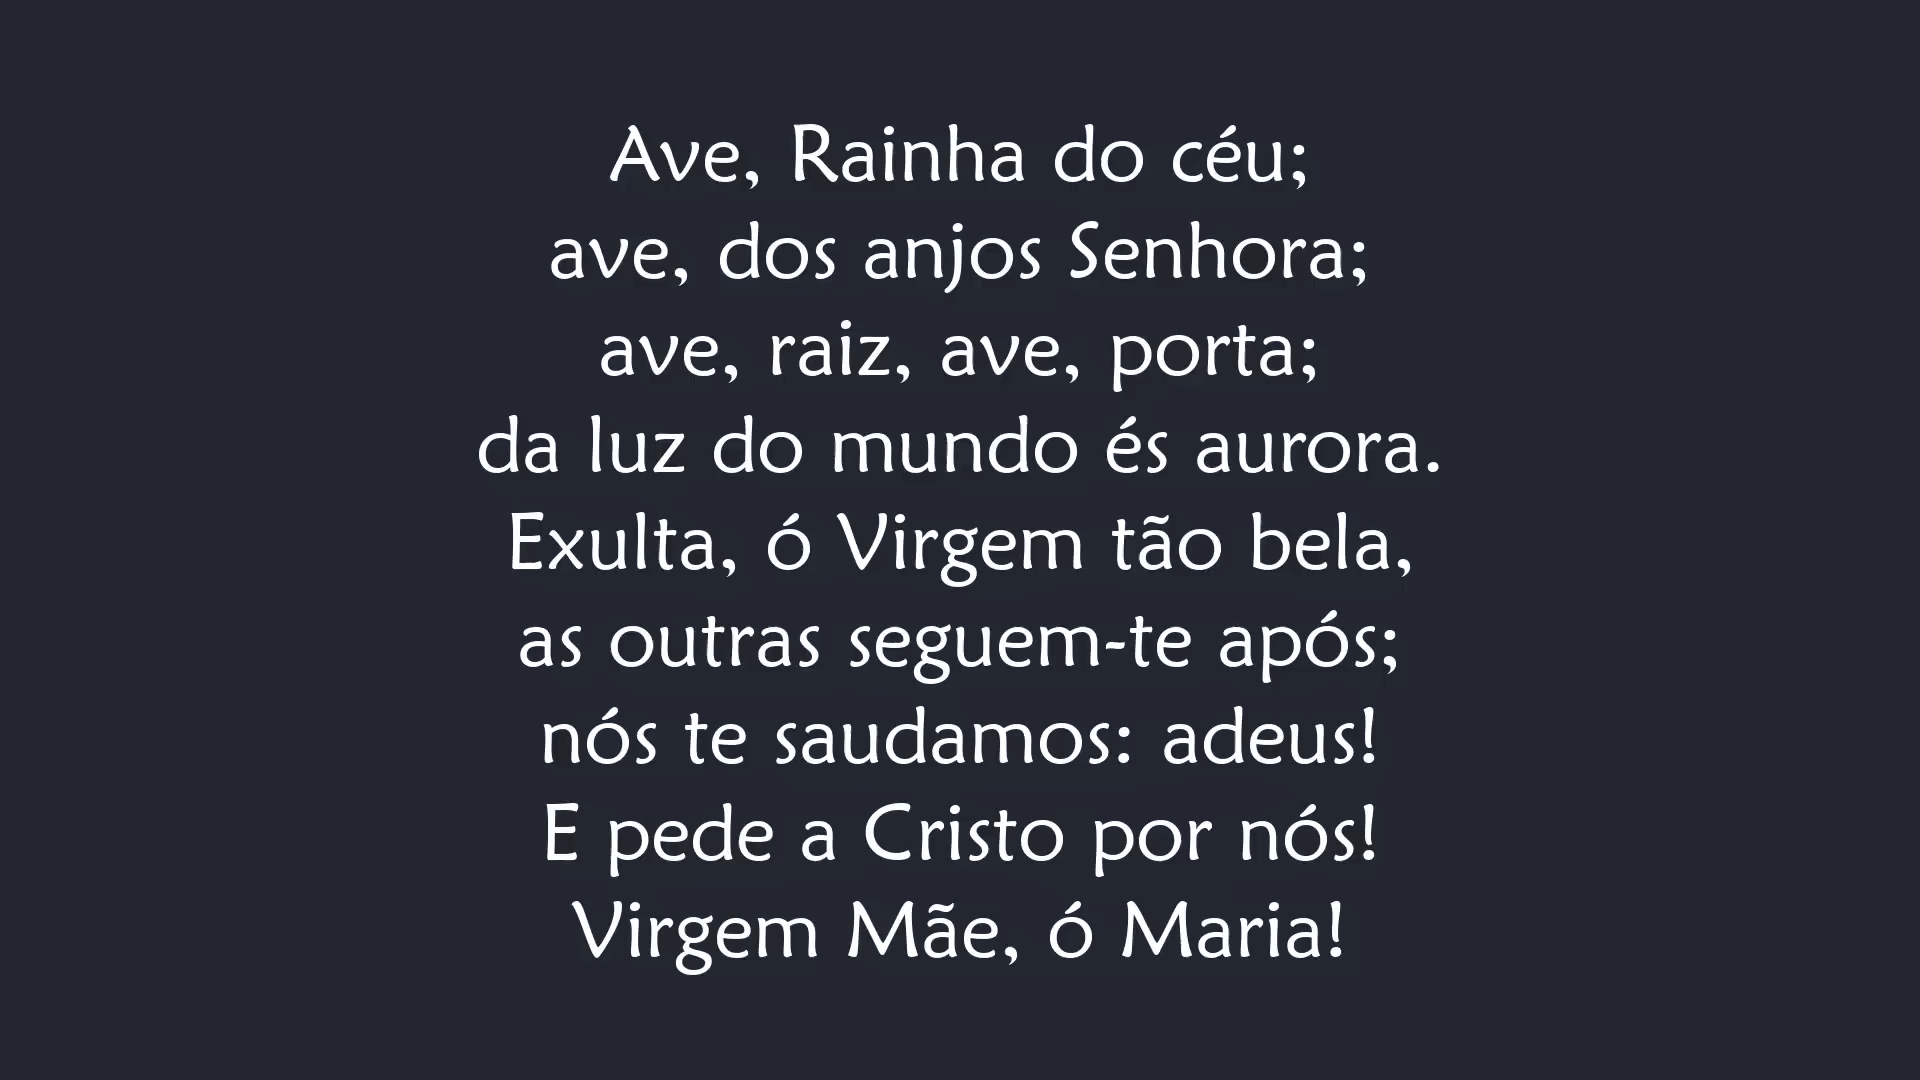 Ave, Rainha do céu;
ave, dos anjos Senhora;
ave, raiz, ave, porta;
da luz do mundo és aurora.
Exulta, ó Virgem tão bela,
as outras seguem-te após;
nós te saudamos: adeus!
E pede a Cristo por nós!
Virgem Mãe, ó Maria!